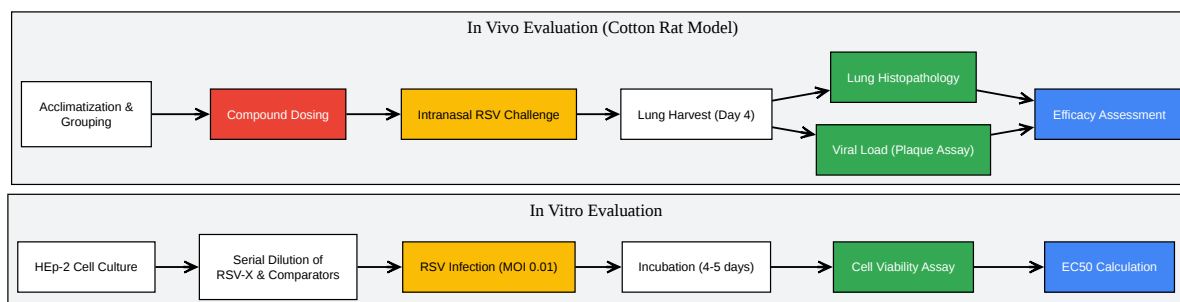 In Vivo Evaluation (Cotton Rat Model)
Acclimatization &
Grouping
Compound Dosing
Intranasal RSV Challenge
Lung Harvest (Day 4)
Lung Histopathology
Viral Load (Plaque Assay)
Efficacy Assessment
In Vitro Evaluation
HEp-2 Cell Culture
Serial Dilution of
RSV-X & Comparators
RSV Infection (MOI 0.01)
Incubation (4-5 days)
Cell Viability Assay
EC50 Calculation